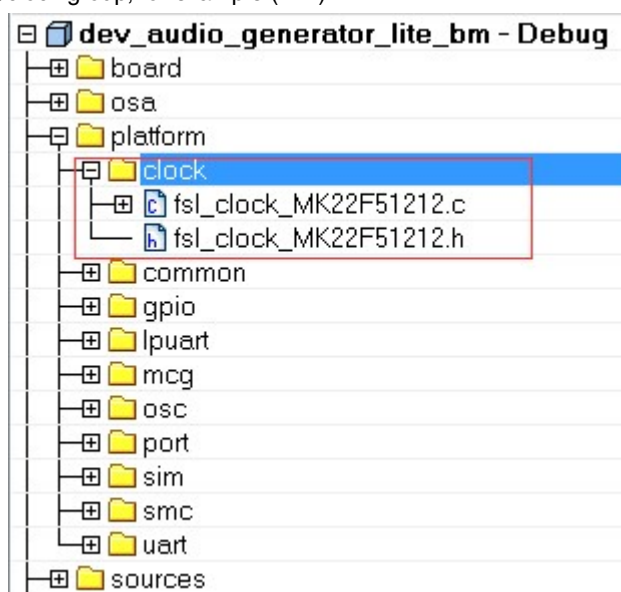 dev_audio_generator_lite_bm - Debug
board
osa
platform
clock
fsl_clock_MK22F51212.c
fsl_clock_MK22F51212.h
common
gpio
lpuart
mcg
osc
port
sim
smc
uart
sources